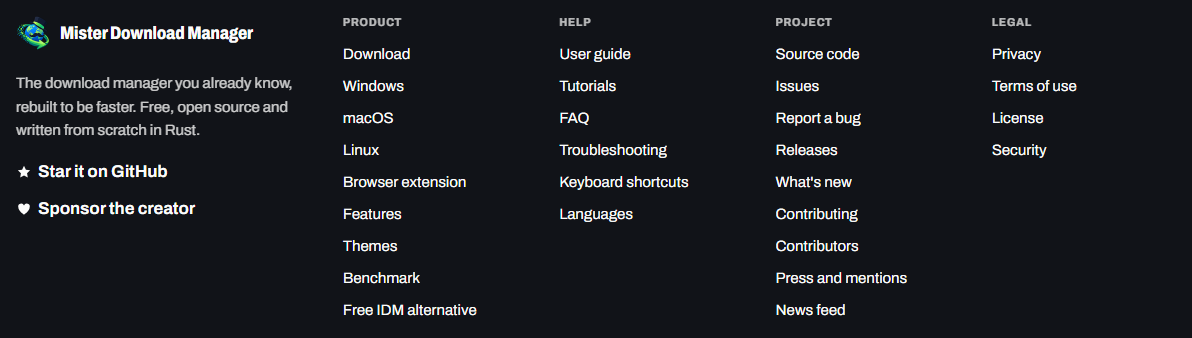 Mister Download Manager
The download manager you already know,
rebuilt to be faster. Free, open source and
written from scratch in Rust.
Star it on GitHub
Sponsor the creator
PRODUCT
Download
Windows
macOS
Linux
Browser extension
Features
Themes
Benchmark
Free IDM alternative
HELP
User guide
Tutorials
FAQ
Troubleshooting
Keyboard shortcuts
Languages
PROJECT
Source code
Issues
Report a bug
Releases
What's new
Contributing
Contributors
Press and mentions
News feed
LEGAL
Privacy
Terms of use
License
Security